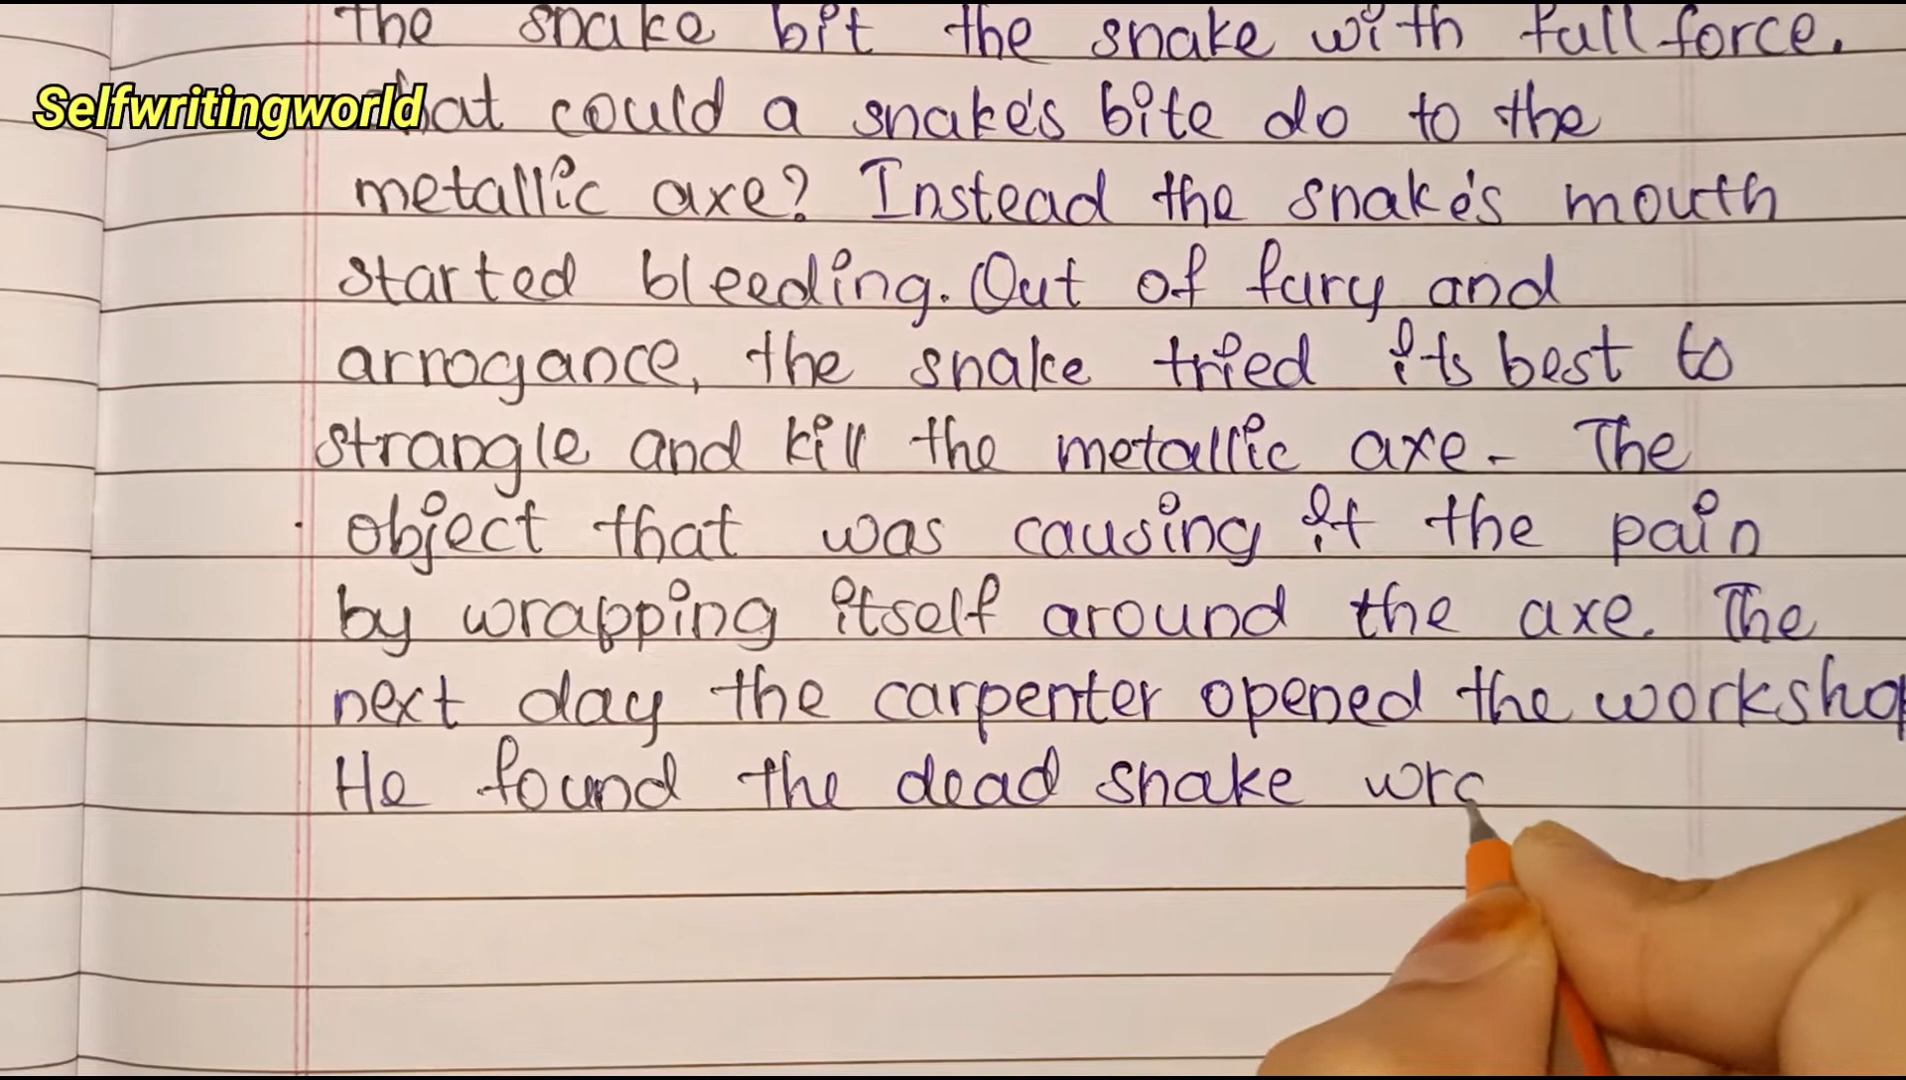 the snake bit the snake with full force.
Selfwritingworld
hat could a snake's bite do to the
metallic axe? Instead the snake's mouth
started bleeding. Out of fury and
arrogance, the snake tried its best to
strangle and kill the metallic axe. The
object that was causing it the pain
by wrapping itself around the axe. The
next day the carpenter opened the worksho
He found the dead snake wra